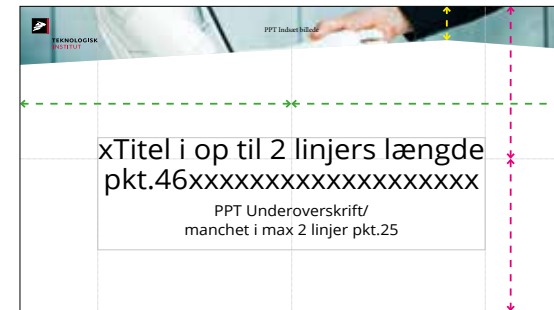 TEKNOLOGISK
INSTITUT
PPT Indsæt billede
xTitel i op til 2 linjers længde
pkt.46xxxxxxxxxxxxxxxxxxx
PPT Underoverskrift/
manchet i max 2 linjer pkt.25